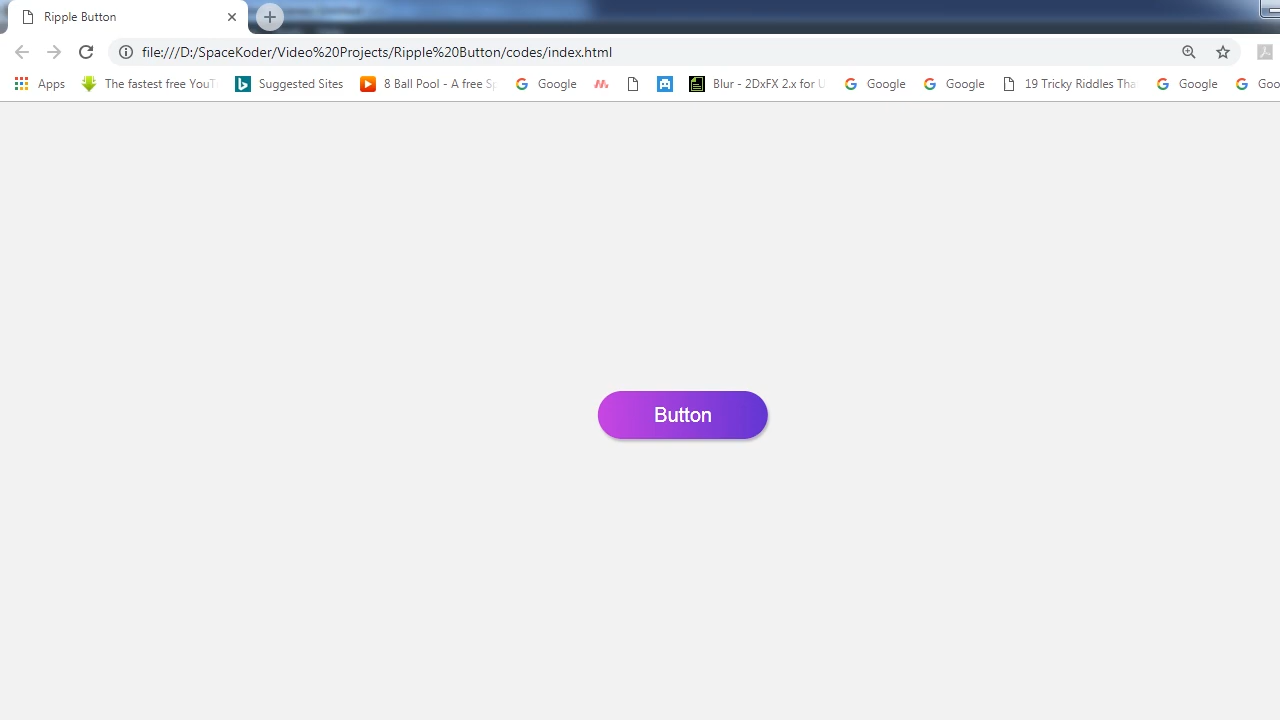 Ripple Button
file:///D:/SpaceKoder/Video%20Projects/Ripple%20Button/codes/index.html
Apps The fastest free YouT Suggested Sites 8 Ball Pool - A free Sp Google Blur - 2DxFX 2.x for U Google Google 19 Tricky Riddles Tha Google Goo
Button